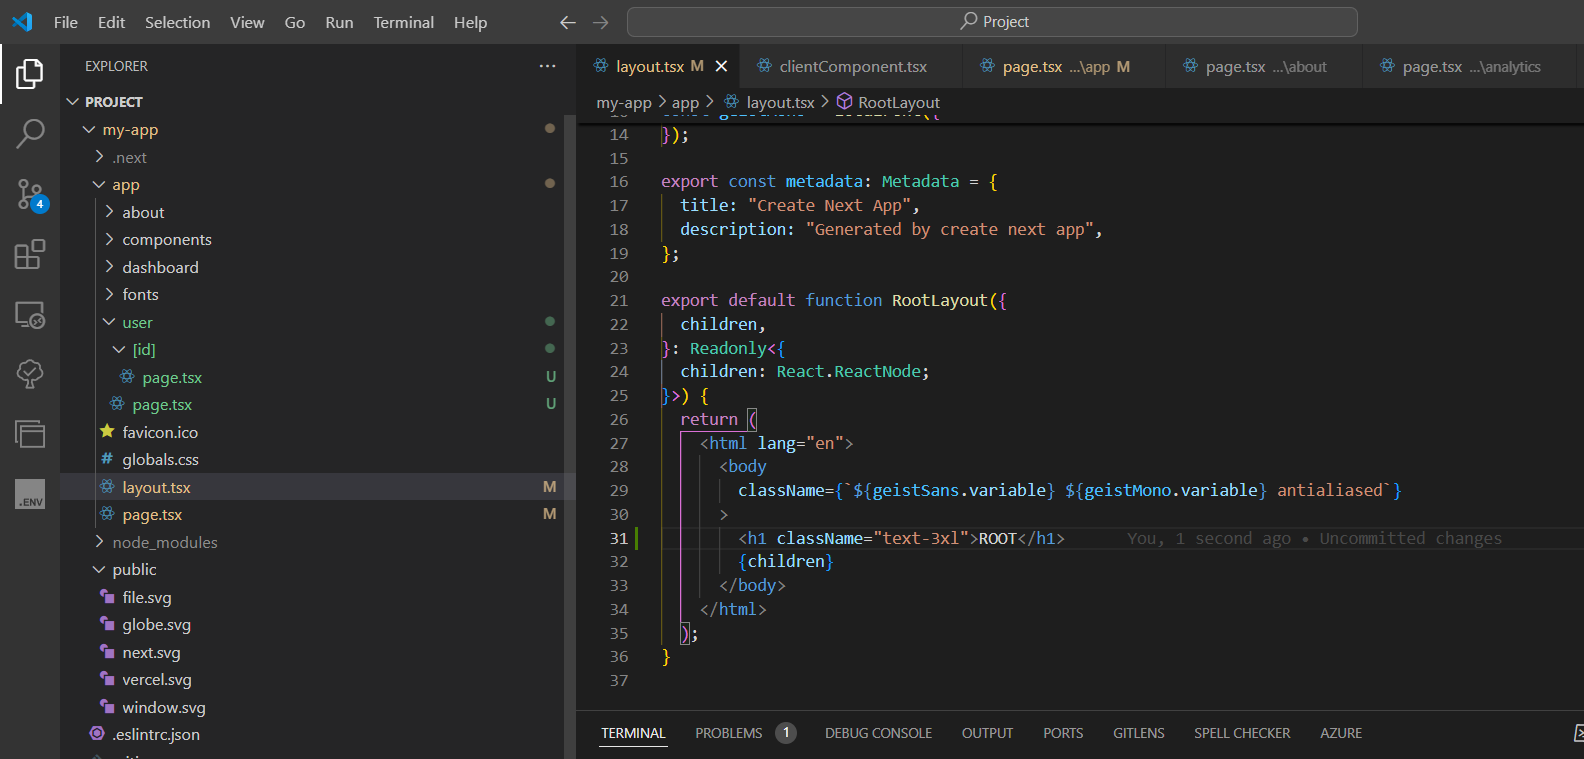 File Edit Selection View Go Run Terminal Help
Project
EXPLORER
PROJECT
my-app
.next
app
about
components
dashboard
fonts
user
[id]
page.tsx U
page.tsx U
favicon.ico
globals.css
layout.tsx M
page.tsx M
node_modules
public
file.svg
globe.svg
next.svg
vercel.svg
window.svg
.eslintrc.json
4
.ENV
layout.tsx M
clientComponent.tsx
page.tsx ...\app M
page.tsx ...\about
page.tsx ...\analytics
my-app > app > layout.tsx > RootLayout
14 });
15
16 export const metadata: Metadata = {
17 title: "Create Next App",
18 description: "Generated by create next app",
19 };
20
21 export default function RootLayout({
22 children,
23 }: Readonly<{
24 children: React.ReactNode;
25 }>) {
26 return (
27 <html lang="en">
28 <body
29 className={`${geistSans.variable} ${geistMono.variable} antialiased`}
30 >
31 <h1 className="text-3xl">ROOT</h1> You, 1 second ago • Uncommitted changes
32 {children}
33 </body>
34 </html>
35 );
36 }
37
TERMINAL PROBLEMS 1 DEBUG CONSOLE OUTPUT PORTS GITLENS SPELL CHECKER AZURE